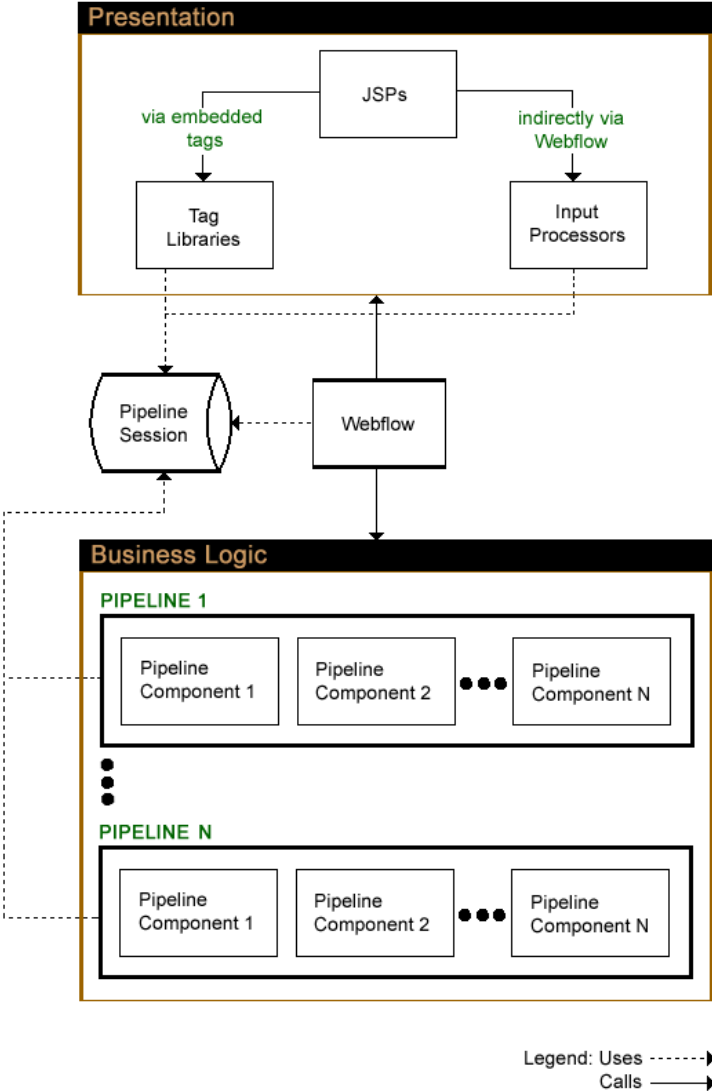 Presentation
JSPs
via embedded
tags
indirectly via
Webflow
Tag
Libraries
Input
Processors
Pipeline
Session
Webflow
Business Logic
PIPELINE 1
Pipeline
Component 1
Pipeline
Component 2
Pipeline
Component N
PIPELINE N
Pipeline
Component 1
Pipeline
Component 2
Pipeline
Component N
Legend: Uses
Calls